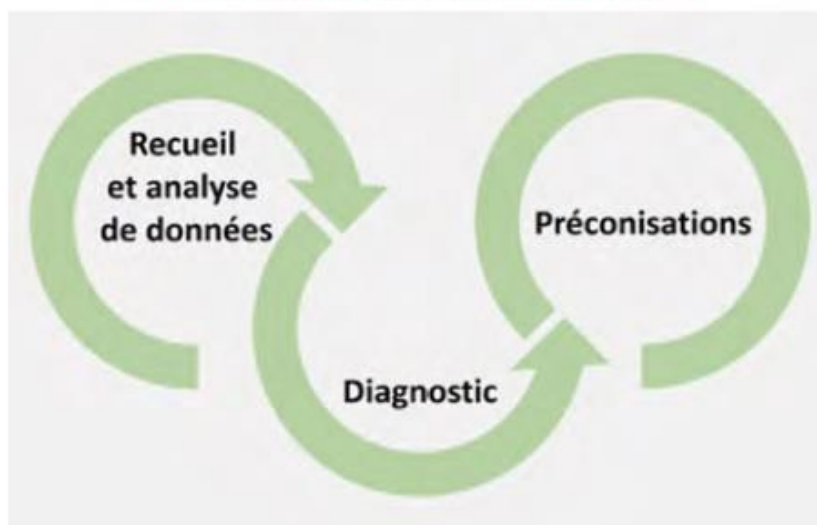 Recueil
et analyse
de données
Diagnostic
Préconisations